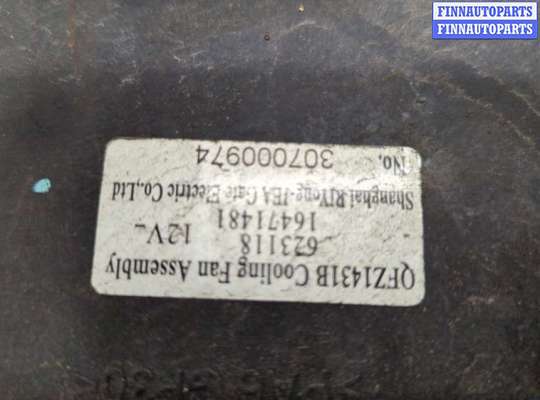 FINNAUTOPARTS
FINNAUTOPARTS
QFZ1431B Cooling Fan Assembly
623118 12V
16471481
Shanghai RIYong-JEA Gate Electric Co.,Ltd
No. 307000974